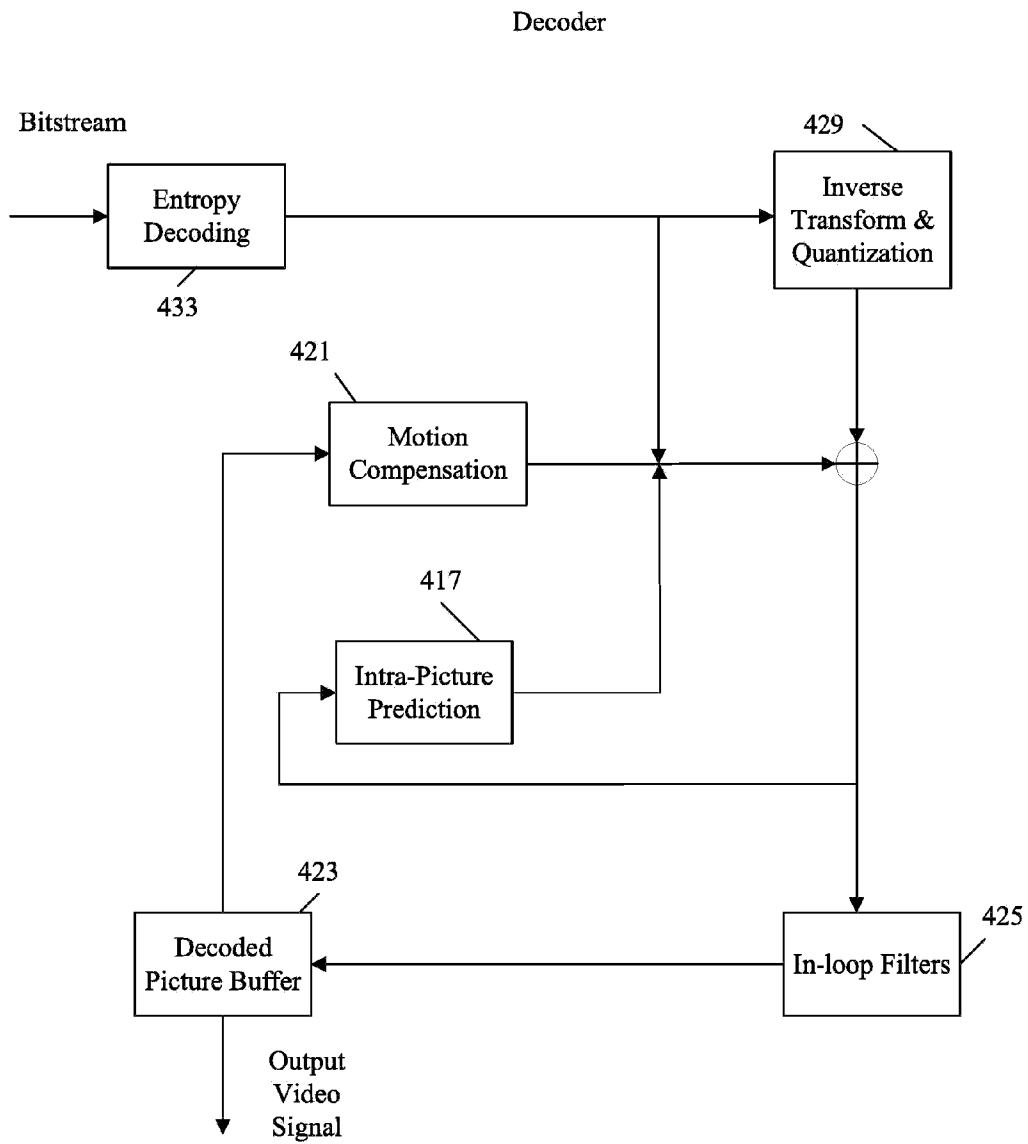 Decoder
Bitstream
429
Entropy
Decoding
Inverse
Transform &
Quantization
433
421
Motion
Compensation
417
Intra-Picture
Prediction
423
425
Decoded
Picture Buffer
In-loop Filters
Output
Video
Signal